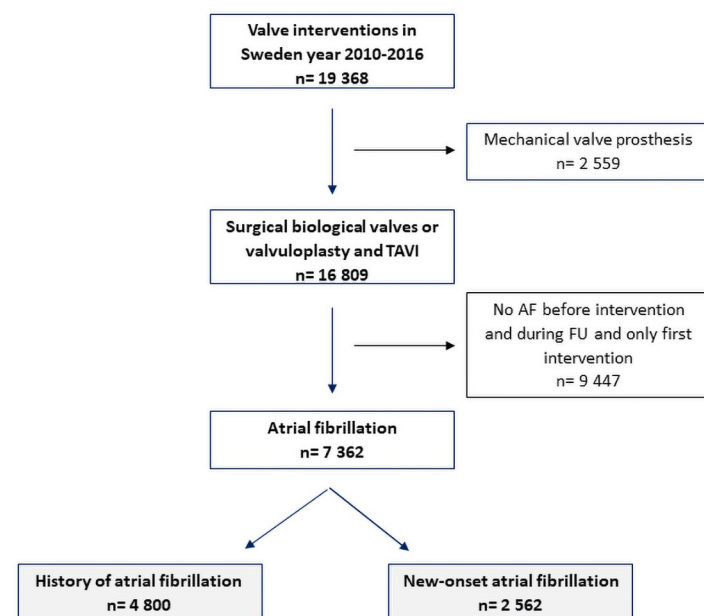 Valve interventions in
Sweden year 2010-2016
n= 19 368
Mechanical valve prosthesis
n= 2 559
Surgical biological valves or
valvuloplasty and TAVI
n= 16 809
No AF before intervention
and during FU and only first
intervention
n= 9 447
Atrial fibrillation
n= 7 362
History of atrial fibrillation
n= 4 800
New-onset atrial fibrillation
n= 2 562